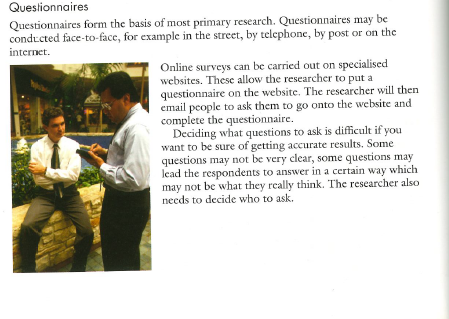 Questionnaires
Questionnaires form the basis of most primary research. Questionnaires may be
conducted face-to-face, for example in the street, by telephone, by post or on the
internet.
Online surveys can be carried out on specialised
websites. These allow the researcher to put a
questionnaire on the website. The researcher will then
email people to ask them to go onto the website and
complete the questionnaire.
Deciding what questions to ask is difficult if you
want to be sure of getting accurate results. Some
questions may not be very clear, some questions may
lead the respondents to answer in a certain way which
may not be what they really think. The researcher also
needs to decide who to ask.